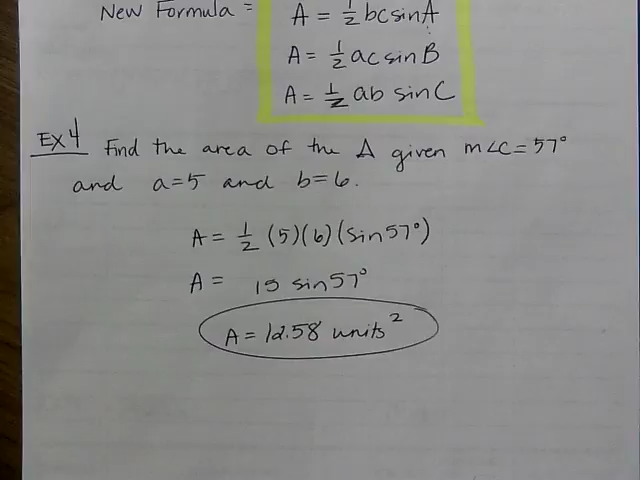 New Formula = A = 1/2 bc sin A
A = 1/2 ac sin B
A = 1/2 ab sin C
Ex 4 Find the area of the Δ given m∠C = 57°
and a=5 and b=6.
A = 1/2 (5)(6)(sin 57°)
A = 15 sin 57°
A = 12.58 units²